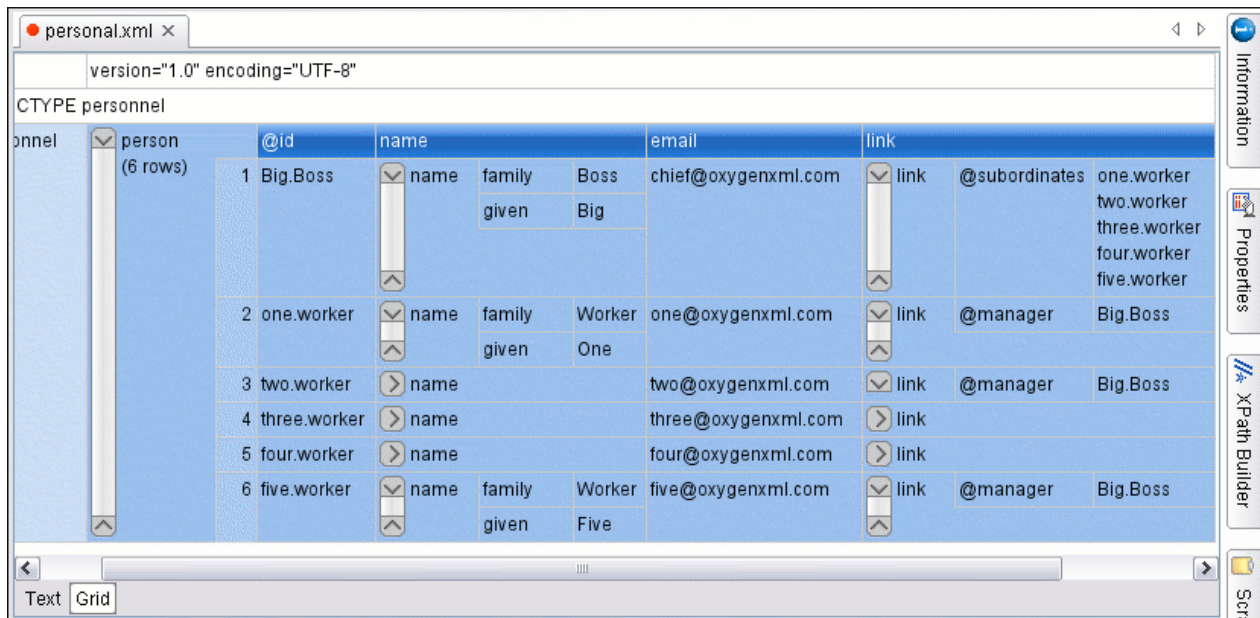 personal.xml
version="1.0" encoding="UTF-8"
CTYPE personnel
onnel person @id name email link
(6 rows)
1 Big.Boss name family Boss chief@oxygenxml.com link @subordinates one.worker
two.worker
given Big
three.worker
four.worker
five.worker
2 one.worker name family Worker one@oxygenxml.com link @manager Big.Boss
given One
3 two.worker name two@oxygenxml.com link @manager Big.Boss
4 three.worker name three@oxygenxml.com link
5 four.worker name four@oxygenxml.com link
6 five.worker name family Worker five@oxygenxml.com link @manager Big.Boss
given Five
Text Grid
Information
Properties
XPath Builder
Scra